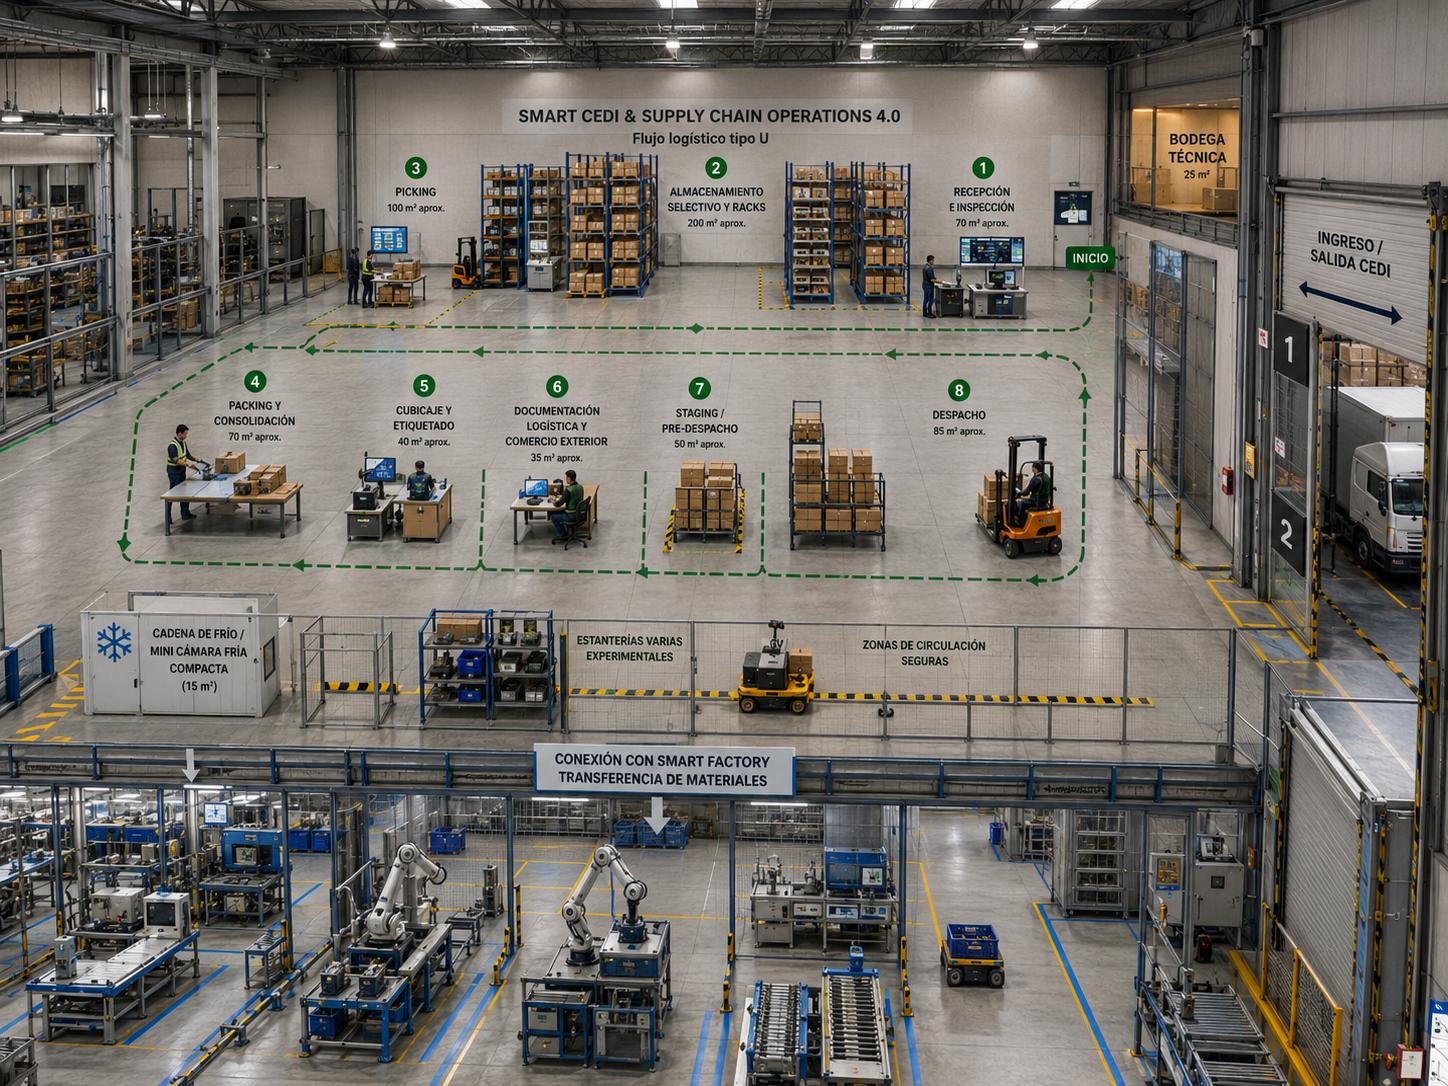 SMART CEDI & SUPPLY CHAIN OPERATIONS 4.0
Flujo logístico tipo U
3
PICKING
100 m² aprox.
2
ALMACENAMIENTO
SELECTIVO Y RACKS
200 m² aprox.
1
RECEPCIÓN
E INSPECCIÓN
70 m² aprox.
INICIO
BODEGA
TÉCNICA
25 m²
INGRESO /
SALIDA CEDI
1
2
4
PACKING Y
CONSOLIDACIÓN
70 m² aprox.
5
CUBICAJE Y
ETIQUETADO
40 m² aprox.
6
DOCUMENTACIÓN
LOGÍSTICA Y
COMERCIO EXTERIOR
35 m² aprox.
7
STAGING /
PRE-DESPACHO
50 m² aprox.
8
DESPACHO
85 m² aprox.
CADENA DE FRÍO /
MINI CÁMARA FRÍA
COMPACTA
(15 m²)
ESTANTERÍAS VARIAS
EXPERIMENTALES
ZONAS DE CIRCULACIÓN
SEGURAS
CONEXIÓN CON SMART FACTORY
TRANSFERENCIA DE MATERIALES